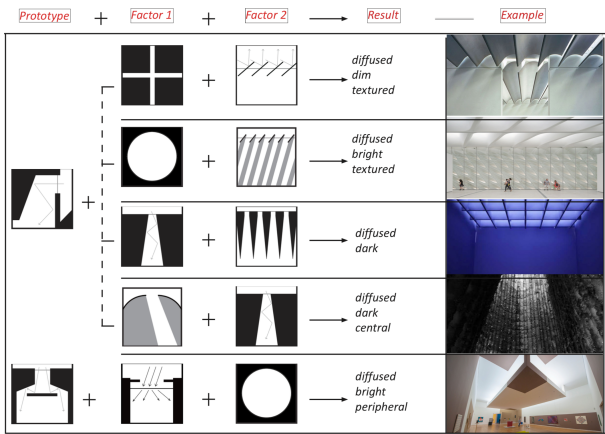 Prototype + Factor 1 + Factor 2 Result Example
diffused
dim
textured
diffused
bright
textured
diffused
dark
diffused
dark
central
diffused
bright
peripheral